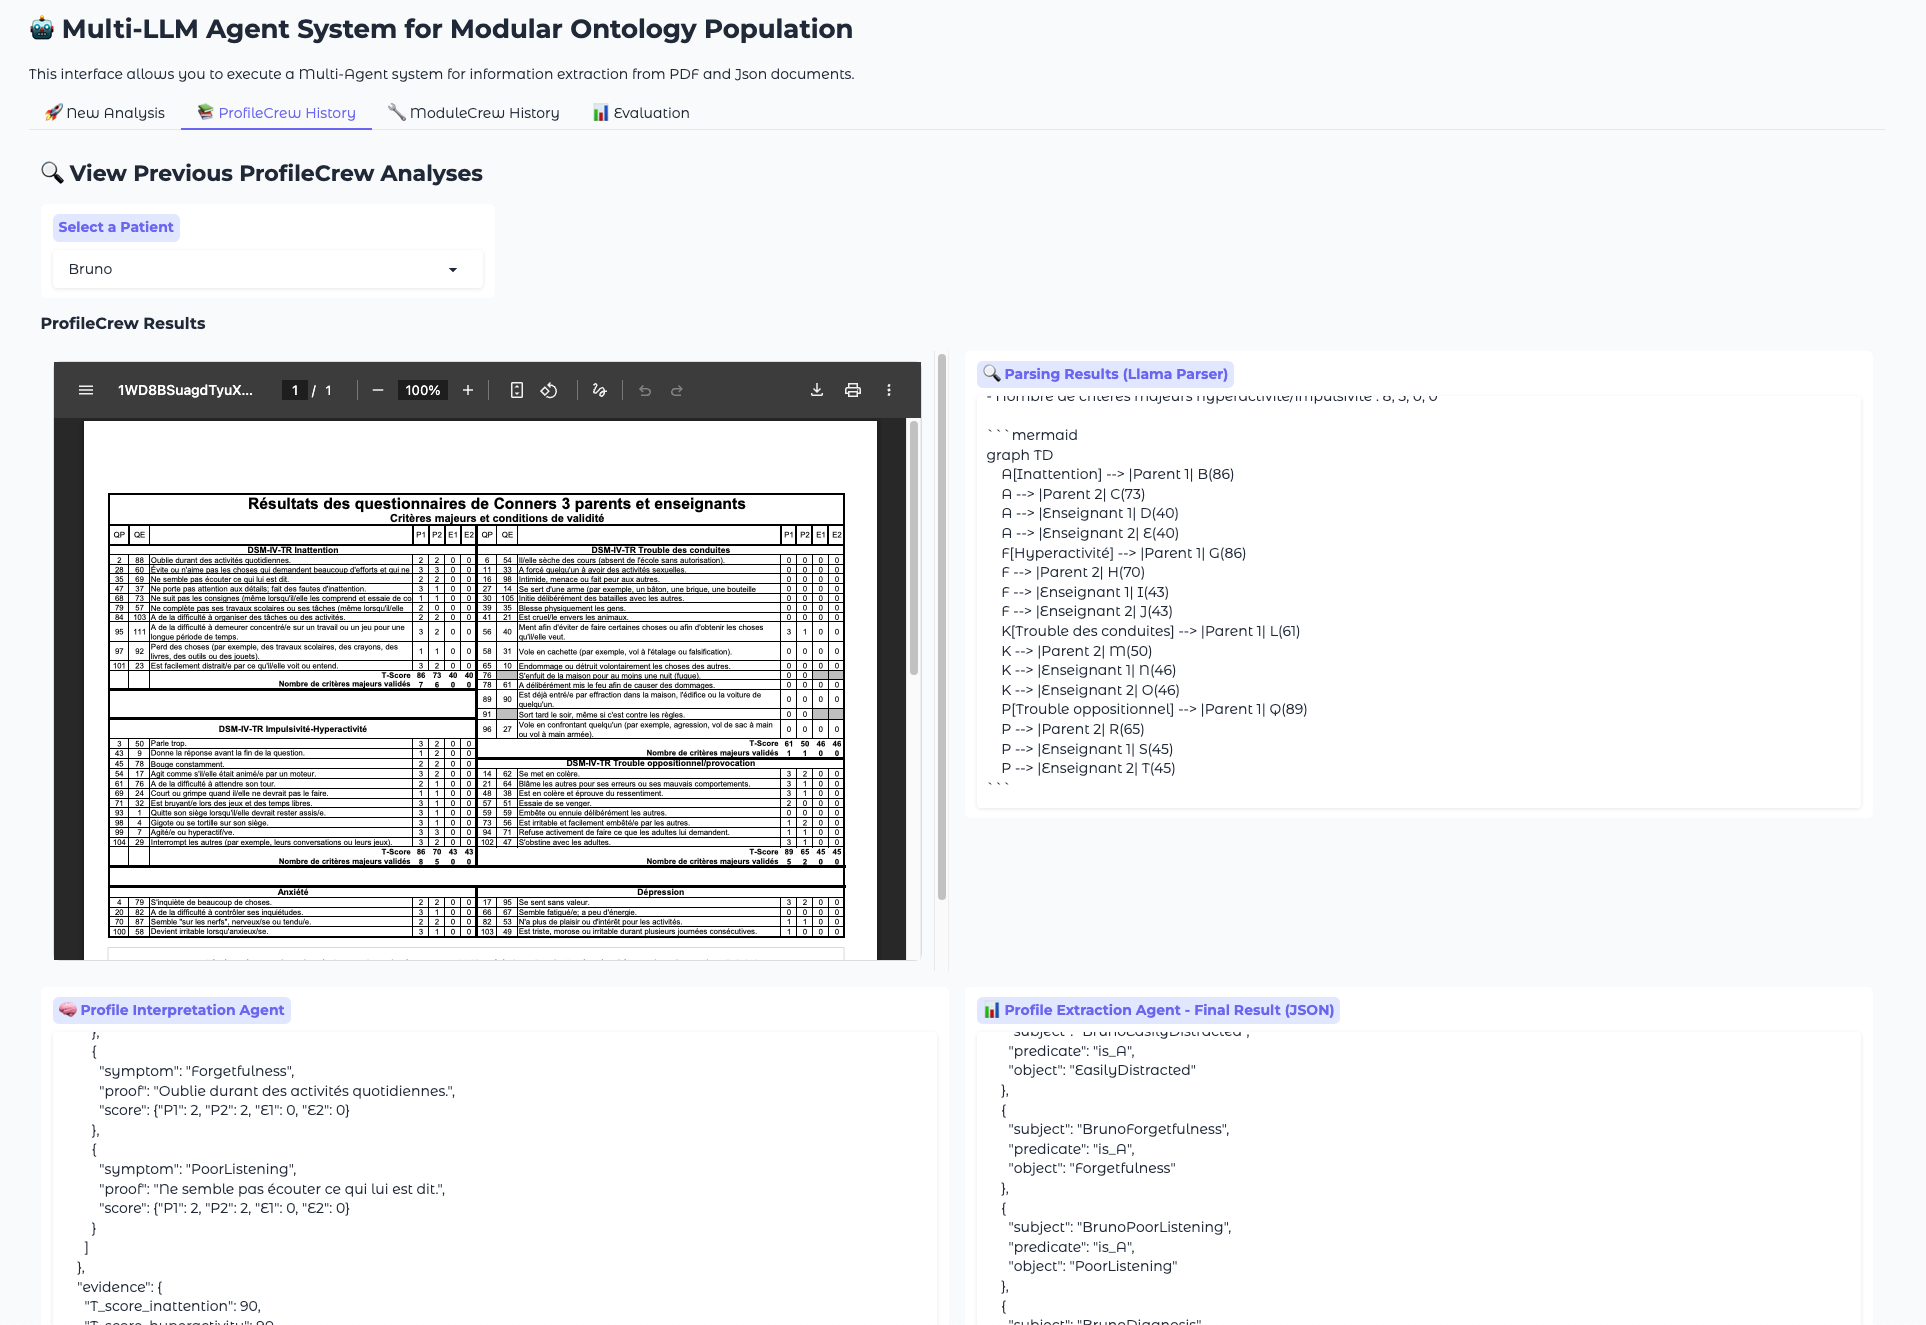 🤖 Multi-LLM Agent System for Modular Ontology Population
This interface allows you to execute a Multi-Agent system for information extraction from PDF and Json documents.
🚀 New Analysis 📚 ProfileCrew History 🔧 ModuleCrew History 📊 Evaluation
🔍 View Previous ProfileCrew Analyses
Select a Patient
Bruno
ProfileCrew Results
1WD8BSuagdTyuX... 1 / 1 100%
Résultats des questionnaires de Conners 3 parents et enseignants
Critères majeurs et conditions de validité
QP QE P1 P2 E1 E2
DSM-IV-TR Inattention
2 88 Oublie durant des activités quotidiennes. 2 2 0 0
28 60 Évite ou n'aime pas les choses qui demandent beaucoup d'efforts et qui ne 3 3 0 0
35 69 Ne semble pas écouter ce qui lui est dit. 2 2 0 0
47 37 Ne porte pas attention aux détails; fait des fautes d'inattention. 3 1 0 0
68 73 Ne suit pas les consignes (même lorsqu'il/elle les comprend et essaie de co 1 1 0 0
79 57 Ne complète pas ses travaux scolaires ou ses tâches (même lorsqu'il/elle 2 0 0 0
84 103 A de la difficulté à organiser des tâches ou des activités. 2 2 0 0
95 111 A de la difficulté à demeurer concentré/e sur un travail ou un jeu pour une
longue période de temps. 3 2 0 0
97 92 Perd des choses (par exemple, des travaux scolaires, des crayons, des
livres, des outils ou des jouets). 1 1 0 0
101 23 Est facilement distrait/e par ce qu'il/elle voit ou entend. 3 2 0 0
T-Score 86 73 40 40
Nombre de critères majeurs validés 7 6 0 0
DSM-IV-TR Impulsivité-Hyperactivité
3 50 Parle trop. 3 2 0 0
43 9 Donne la réponse avant la fin de la question. 1 2 0 0
45 78 Bouge constamment. 2 2 0 0
54 17 Agit comme s'il/elle était animé/e par un moteur. 3 2 0 0
61 76 A de la difficulté à attendre son tour. 2 1 0 0
69 24 Court ou grimpe quand il/elle ne devrait pas le faire. 1 1 0 0
71 32 Est bruyant/e lors des jeux et des temps libres. 3 1 0 0
93 1 Quitte son siège lorsqu'il/elle devrait rester assis/e. 3 1 0 0
98 4 Gigote ou se tortille sur son siège. 3 1 0 0
99 7 Agité/e ou hyperactif/ve. 3 3 0 0
104 29 Interrompt les autres (par exemple, leurs conversations ou leurs jeux). 3 2 0 0
T-Score 86 70 43 43
Nombre de critères majeurs validés 8 5 0 0
QP QE P1 P2 E1 E2
DSM-IV-TR Trouble des conduites
6 54 Il/elle sèche des cours (absent de l'école sans autorisation). 0 0 0 0
11 33 A forcé quelqu'un à avoir des activités sexuelles. 0 0 0 0
16 98 Intimide, menace ou fait peur aux autres. 0 0 0 0
27 14 Se sert d'une arme (par exemple, un bâton, une brique, une bouteille 0 0 0 0
30 105 Initie délibérément des batailles avec les autres. 0 0 0 0
39 35 Blesse physiquement les gens. 0 0 0 0
41 21 Est cruel/le envers les animaux. 0 0 0 0
56 40 Ment afin d'éviter de faire certaines choses ou afin d'obtenir les choses
qu'il/elle veut. 3 1 0 0
58 31 Vole en cachette (par exemple, vol à l'étalage ou falsification). 0 0 0 0
65 10 Endommage ou détruit volontairement les choses des autres. 0 0 0 0
76 S'enfuit de la maison pour au moins une nuit (fugue). 0 0
78 61 A délibérément mis le feu afin de causer des dommages. 0 0 0 0
89 90 Est déjà entré/e par effraction dans la maison, l'édifice ou la voiture de
quelqu'un. 0 0 0 0
91 Sort tard le soir, même si c'est contre les règles. 0 0
96 27 Vole en confrontant quelqu'un (par exemple, agression, vol de sac à main
ou vol à main armée). 0 0 0 0
T-Score 61 50 46 46
Nombre de critères majeurs validés 1 1 0 0
DSM-IV-TR Trouble oppositionnel/provocation
14 62 Se met en colère. 3 2 0 0
21 64 Blâme les autres pour ses erreurs ou ses mauvais comportements. 3 1 0 0
48 38 Est en colère et éprouve du ressentiment. 3 1 0 0
57 51 Essaie de se venger. 2 0 0 0
59 59 Embête ou ennuie délibérément les autres. 0 0 0 0
73 56 Est irritable et facilement embêté/e par les autres. 1 2 0 0
94 71 Refuse activement de faire ce que les adultes lui demandent. 1 1 0 0
102 47 S'obstine avec les adultes. 3 1 0 0
T-Score 89 65 45 45
Nombre de critères majeurs validés 5 2 0 0
Anxiété
4 79 S'inquiète de beaucoup de choses. 2 2 0 0
20 82 A de la difficulté à contrôler ses inquiétudes. 3 1 0 0
70 87 Semble "sur les nerfs", nerveux/se ou tendu/e. 2 2 0 0
100 58 Devient irritable lorsqu'anxieux/se. 3 1 0 0
Dépression
17 95 Se sent sans valeur. 3 2 0 0
66 67 Semble fatigué/e; a peu d'énergie. 0 0 0 0
82 53 N'a plus de plaisir ou d'intérêt pour les activités. 1 1 0 0
103 49 Est triste, morose ou irritable durant plusieurs journées consécutives. 1 0 0 0
🔍 Parsing Results (Llama Parser)
- Nombre de critères majeurs hyperactivité/impulsivité : 8, 5, 0, 0
```mermaid
graph TD
A[Inattention] --> |Parent 1| B(86)
A --> |Parent 2| C(73)
A --> |Enseignant 1| D(40)
A --> |Enseignant 2| E(40)
F[Hyperactivité] --> |Parent 1| G(86)
F --> |Parent 2| H(70)
F --> |Enseignant 1| I(43)
F --> |Enseignant 2| J(43)
K[Trouble des conduites] --> |Parent 1| L(61)
K --> |Parent 2| M(50)
K --> |Enseignant 1| N(46)
K --> |Enseignant 2| O(46)
P[Trouble oppositionnel] --> |Parent 1| Q(89)
P --> |Parent 2| R(65)
P --> |Enseignant 1| S(45)
P --> |Enseignant 2| T(45)
```
🧠 Profile Interpretation Agent
},
{
"symptom": "Forgetfulness",
"proof": "Oublie durant des activités quotidiennes.",
"score": {"P1": 2, "P2": 2, "E1": 0, "E2": 0}
},
{
"symptom": "PoorListening",
"proof": "Ne semble pas écouter ce qui lui est dit.",
"score": {"P1": 2, "P2": 2, "E1": 0, "E2": 0}
}
]
},
"evidence": {
"T_score_inattention": 90,
"T_score_hyperactivity": 90
📊 Profile Extraction Agent - Final Result (JSON)
"subject": "BrunoEasilyDistracted",
"predicate": "is_A",
"object": "EasilyDistracted"
},
{
"subject": "BrunoForgetfulness",
"predicate": "is_A",
"object": "Forgetfulness"
},
{
"subject": "BrunoPoorListening",
"predicate": "is_A",
"object": "PoorListening"
},
{
"subject": "BrunoDiagnosis"